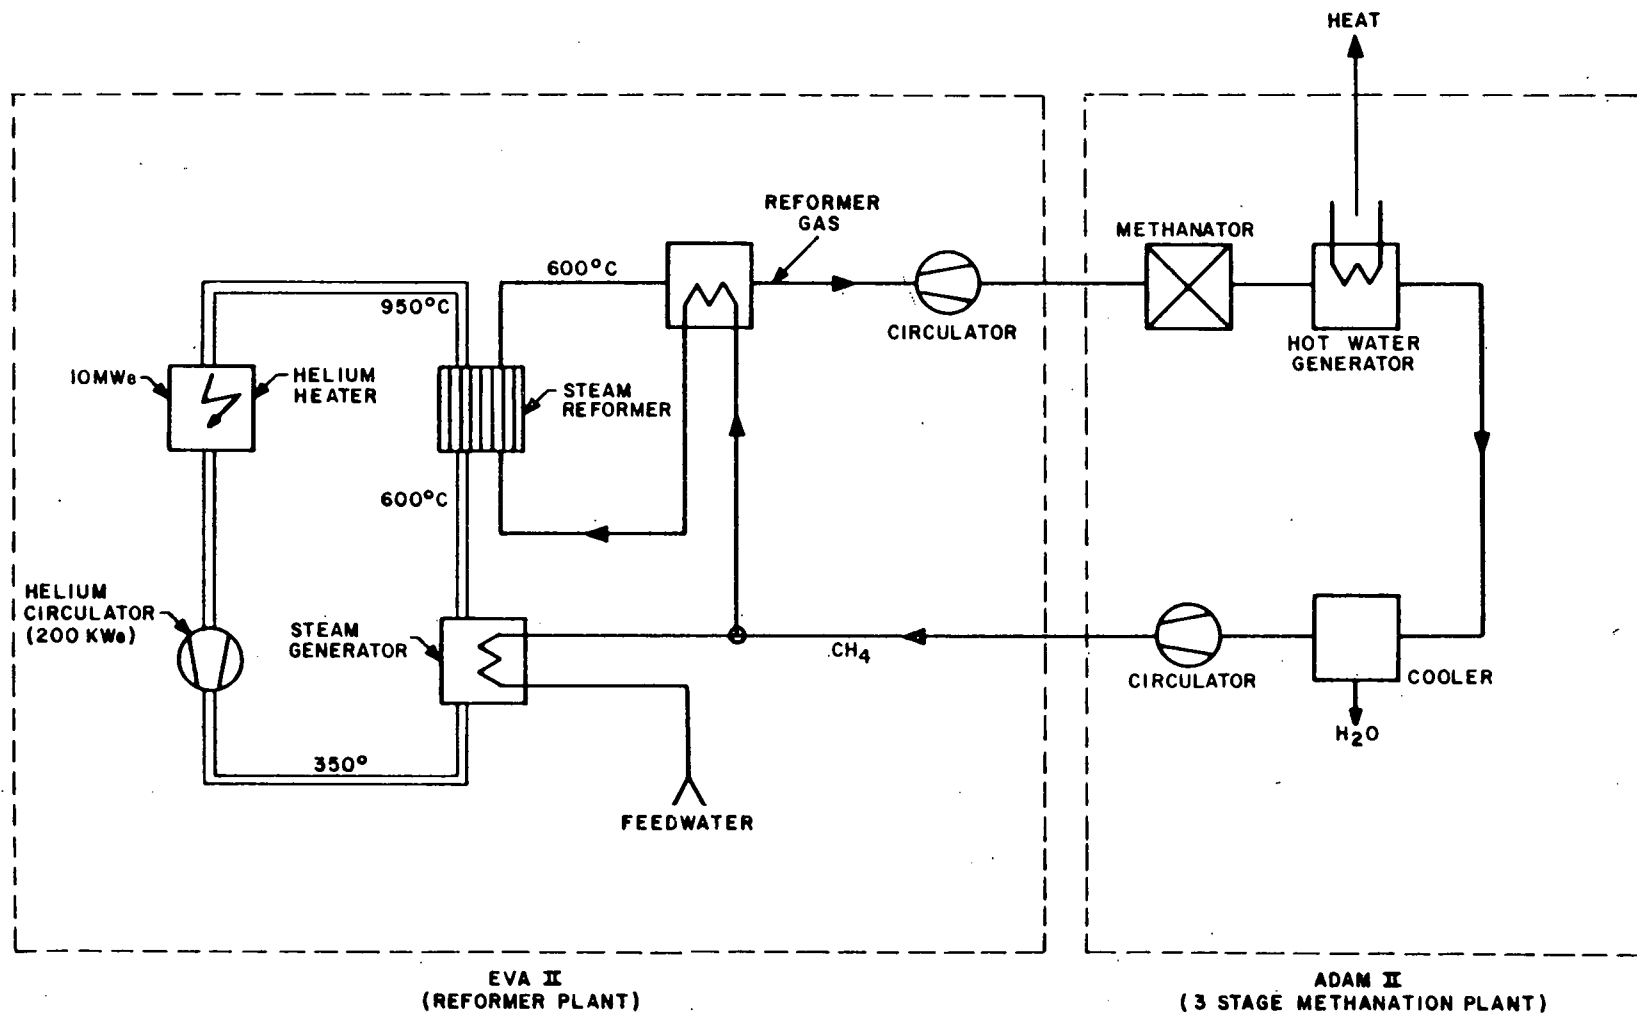 HEAT
REFORMER
GAS
METHANATOR
600°C
950°C
CIRCULATOR
HOT WATER
GENERATOR
10MWe
HELIUM
HEATER
STEAM
REFORMER
600°C
HELIUM
CIRCULATOR
(200 KWe)
STEAM
GENERATOR
CH4
CIRCULATOR
COOLER
H2O
350°
FEEDWATER
EVA II
(REFORMER PLANT)
ADAM II
(3 STAGE METHANATION PLANT)